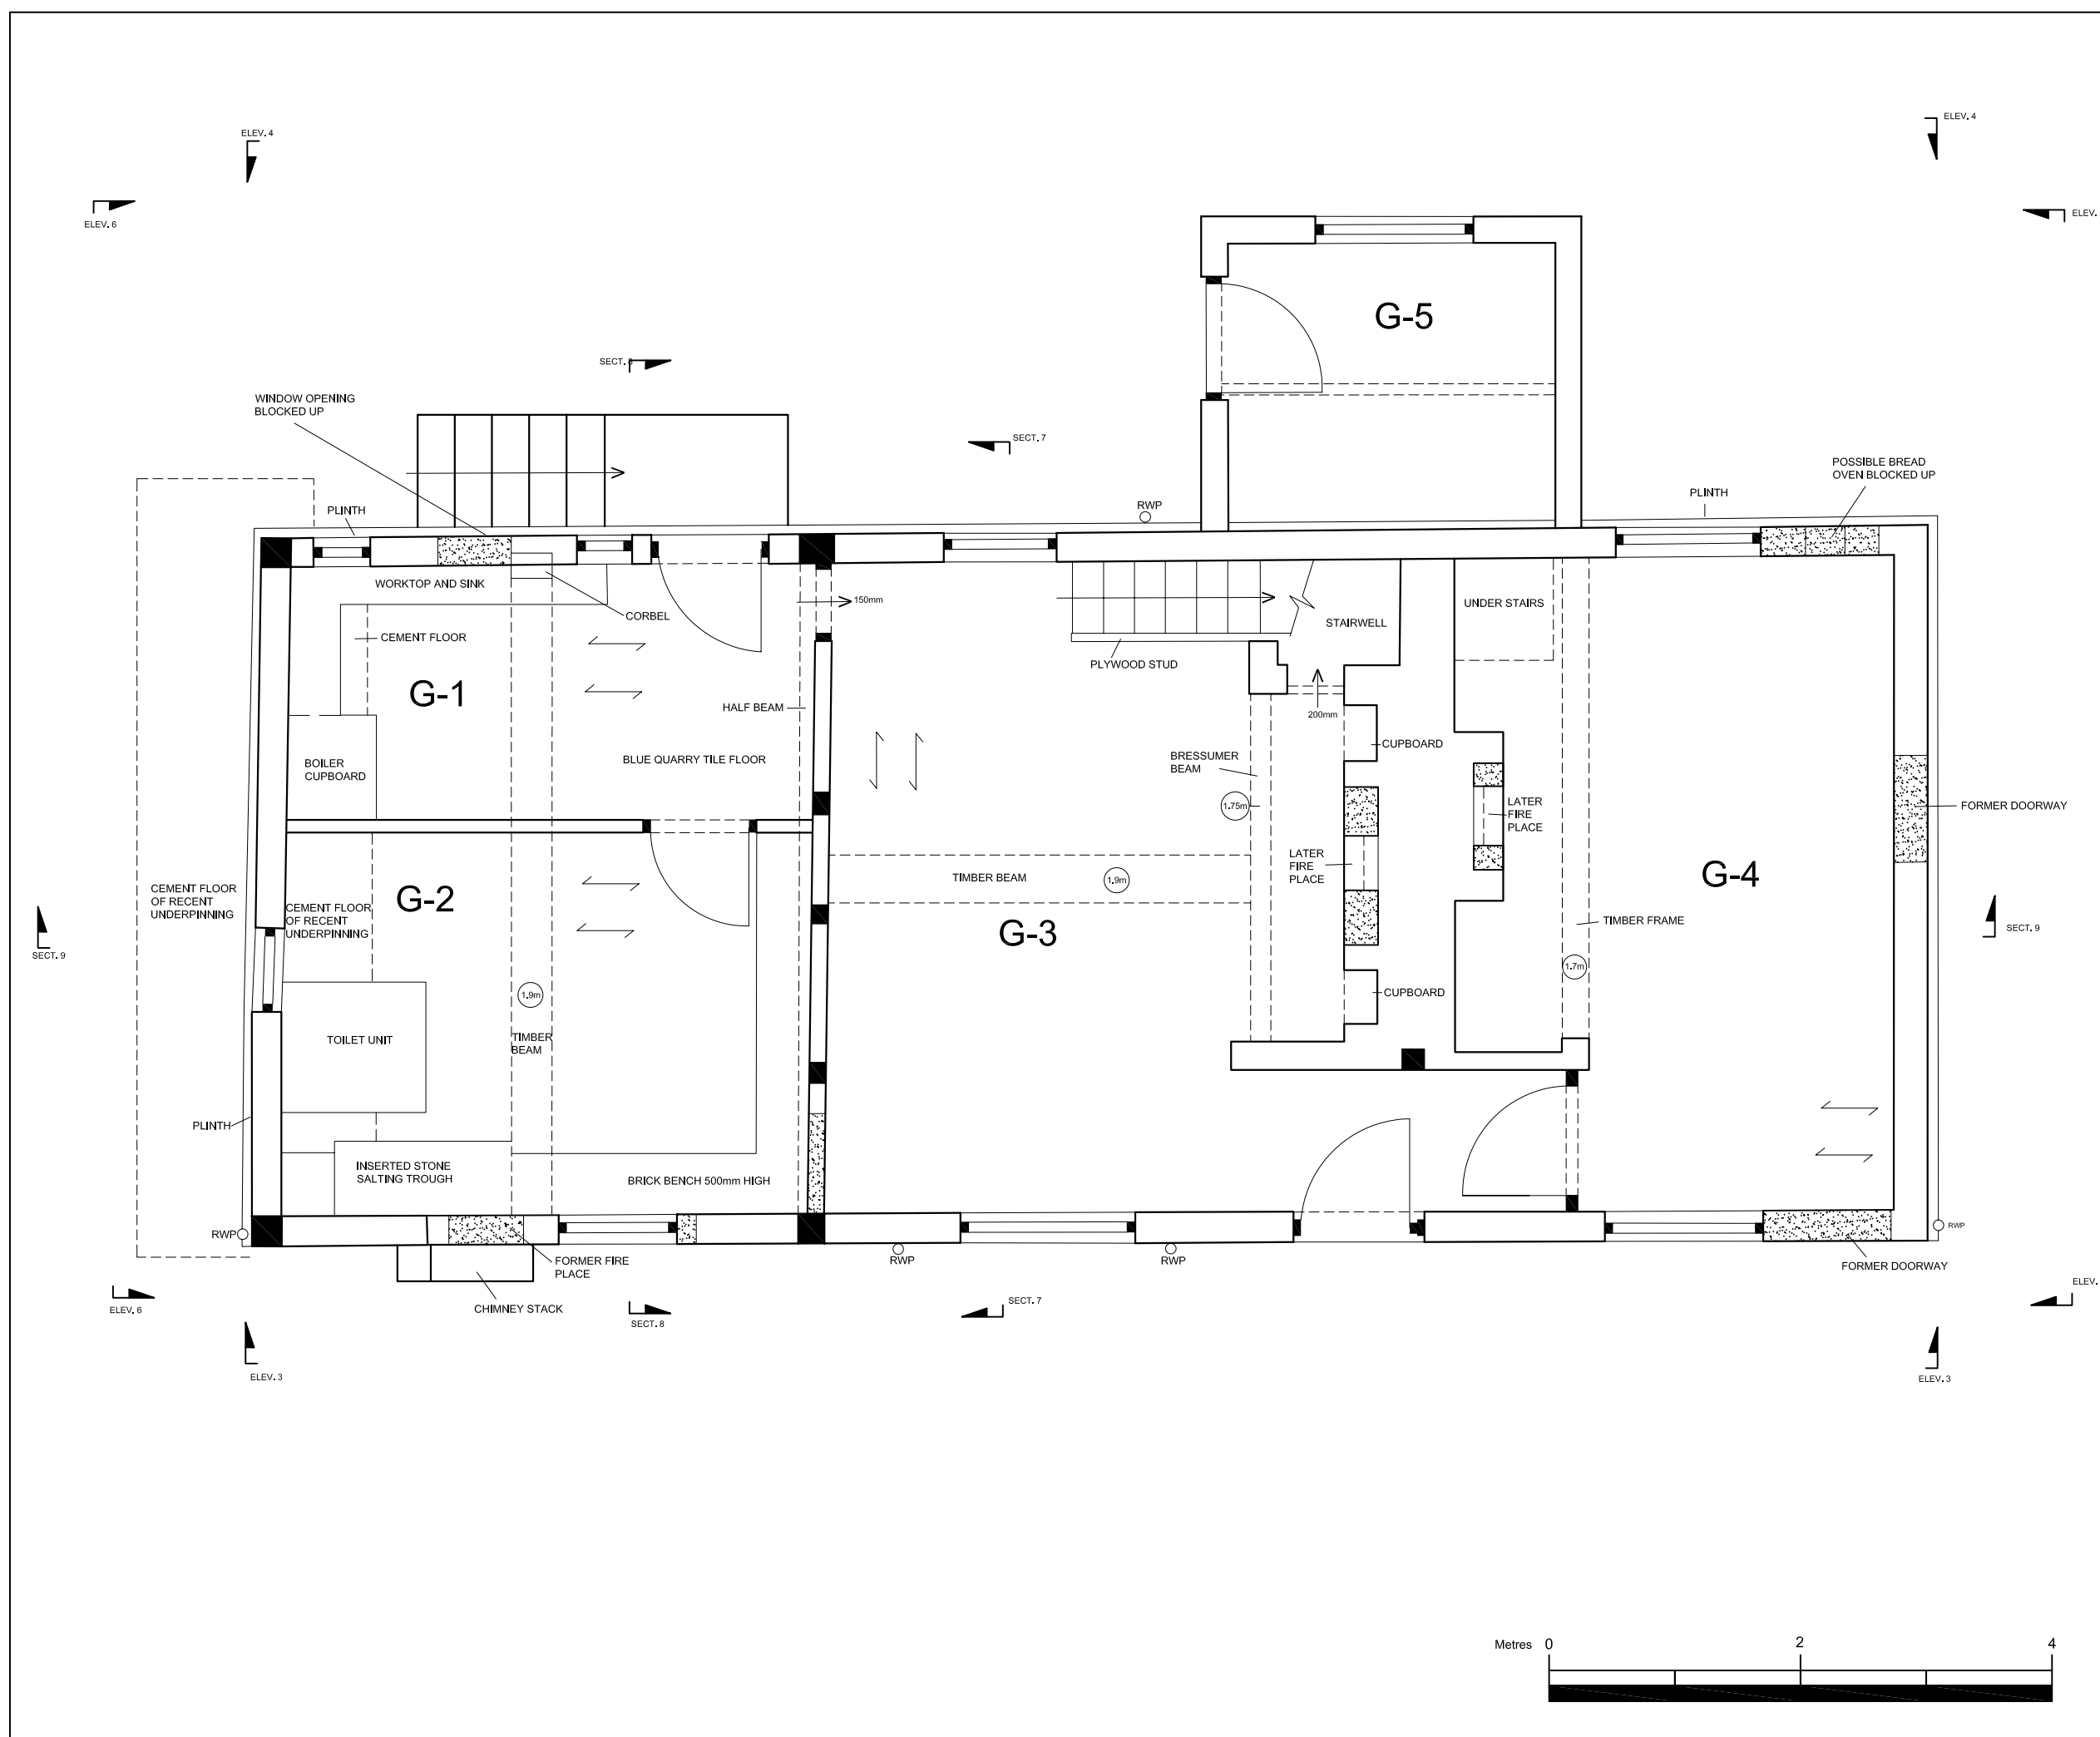 ELEV. 4
ELEV. 4
ELEV. 6
ELEV.
G-5
SECT. 8
WINDOW OPENING
BLOCKED UP
SECT. 7
POSSIBLE BREAD
OVEN BLOCKED UP
PLINTH
RWP
PLINTH
WORKTOP AND SINK
CORBEL
150mm
UNDER STAIRS
STAIRWELL
CEMENT FLOOR
PLYWOOD STUD
G-1
HALF BEAM
200mm
CUPBOARD
BLUE QUARRY TILE FLOOR
BOILER
CUPBOARD
BRESSUMER
BEAM
1.75m
LATER
FIRE
PLACE
FORMER DOORWAY
LATER
FIRE
PLACE
TIMBER BEAM
1.9m
G-4
CEMENT FLOOR
OF RECENT
UNDERPINNING
G-2
CEMENT FLOOR
OF RECENT
UNDERPINNING
G-3
TIMBER FRAME
SECT. 9
SECT. 9
1.7m
1.9m
CUPBOARD
TOILET UNIT
TIMBER
BEAM
PLINTH
INSERTED STONE
SALTING TROUGH
BRICK BENCH 500mm HIGH
RWP
RWP
RWP
RWP
FORMER FIRE
PLACE
FORMER DOORWAY
CHIMNEY STACK
ELEV. 6
SECT. 8
SECT. 7
ELEV.
ELEV. 3
ELEV. 3
Metres 0 2 4